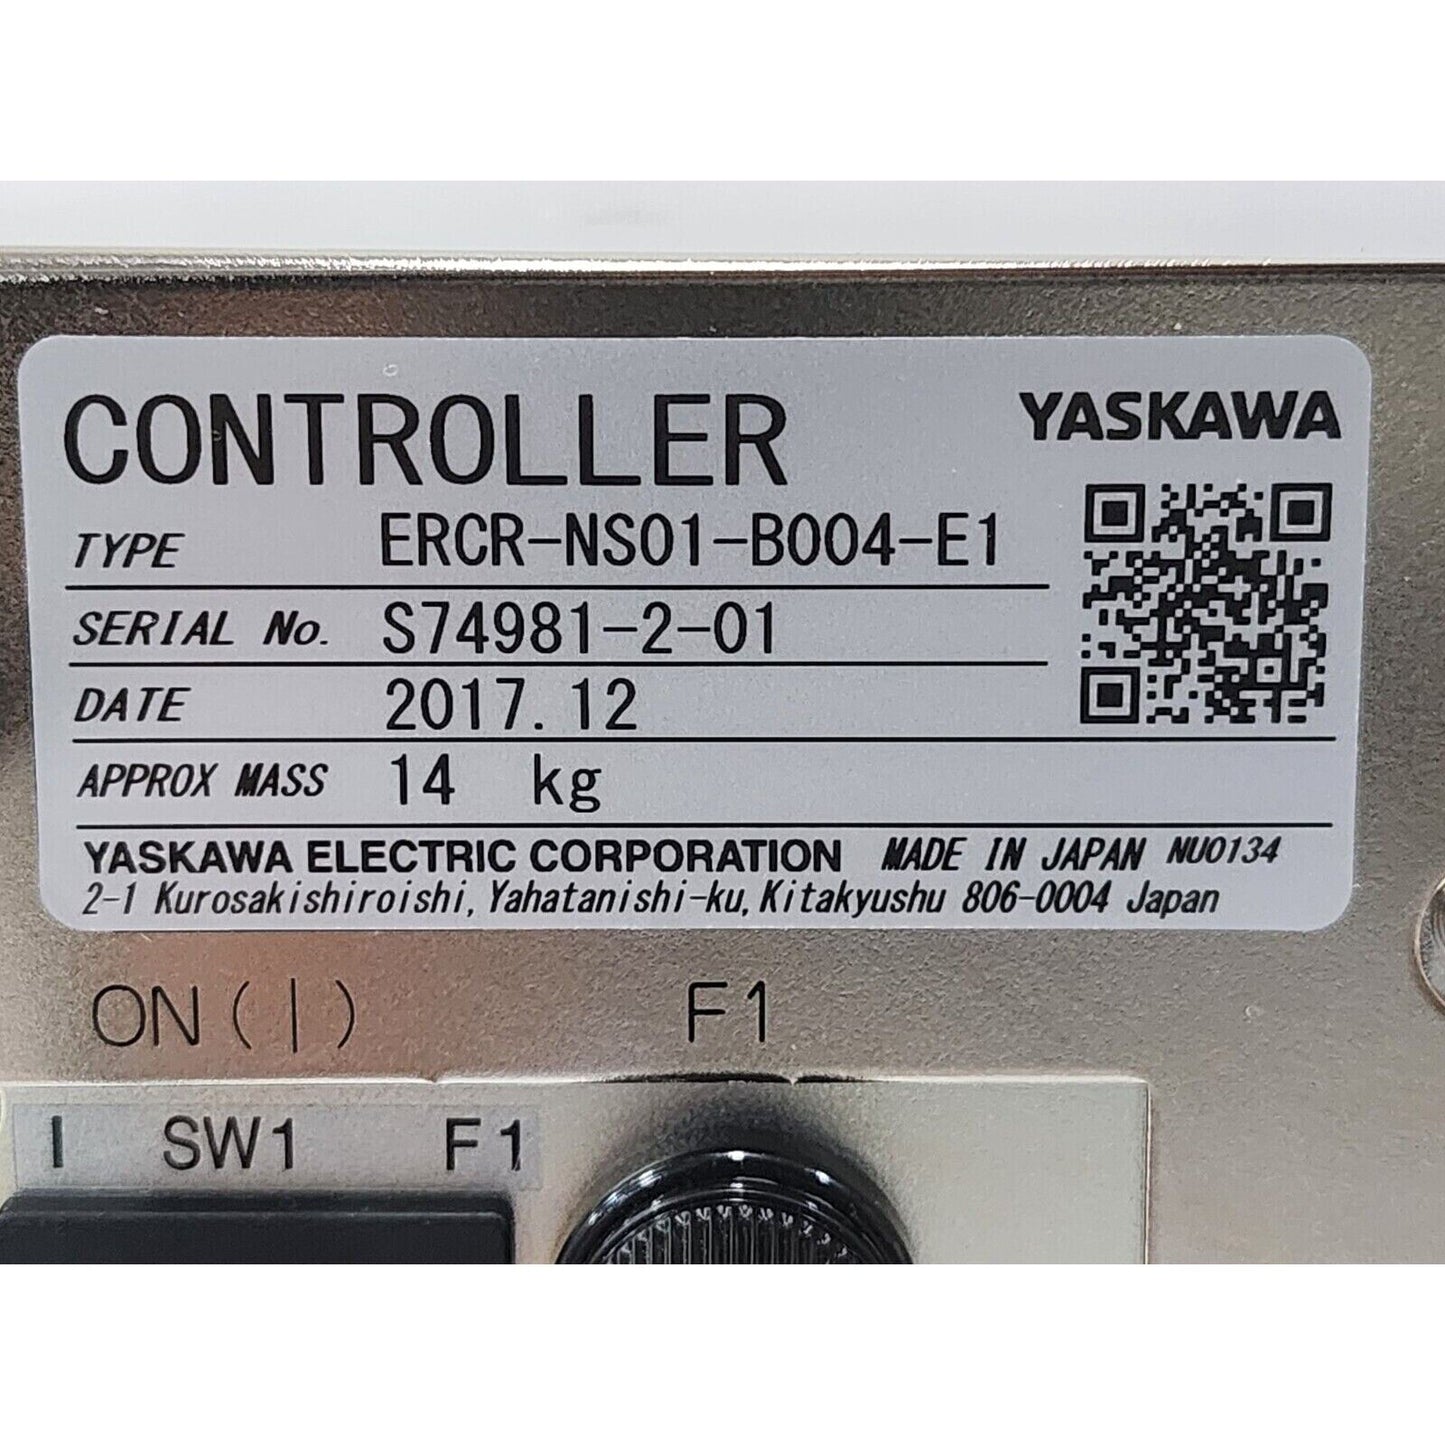 CONTROLLER
YASKAWA
TYPE ERCR-NS01-B004-E1
SERIAL No. S74981-2-01
DATE 2017.12
APPROX MASS 14 kg
YASKAWA ELECTRIC CORPORATION MADE IN JAPAN NU0134
2-1 Kurosakishiroishi, Yahatanishi-ku, Kitakyushu 806-0004 Japan
ON(|) F1
I SW1 F1